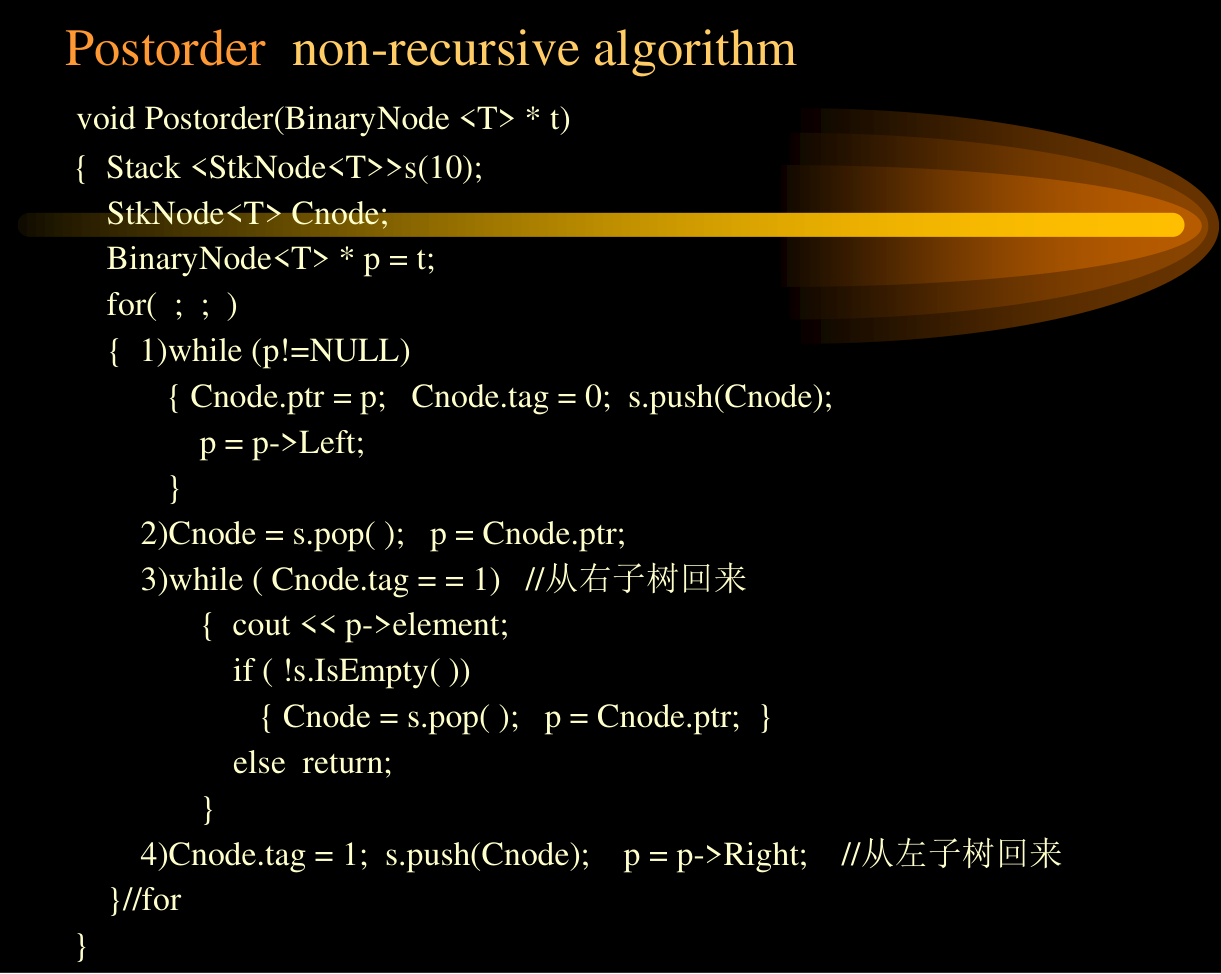 Postorder non-recursive algorithm
void Postorder(BinaryNode <T> * t)
{ Stack <StkNode<T>>s(10);
StkNode<T> Cnode;
BinaryNode<T> * p = t;
for( ; ; )
{ 1)while (p!=NULL)
{ Cnode.ptr = p; Cnode.tag = 0; s.push(Cnode);
p = p->Left;
}
2)Cnode = s.pop( ); p = Cnode.ptr;
3)while ( Cnode.tag = = 1) //从右子树回来
{ cout << p->element;
if ( !s.IsEmpty( ))
{ Cnode = s.pop( ); p = Cnode.ptr; }
else return;
}
4)Cnode.tag = 1; s.push(Cnode); p = p->Right; //从左子树回来
}//for
}